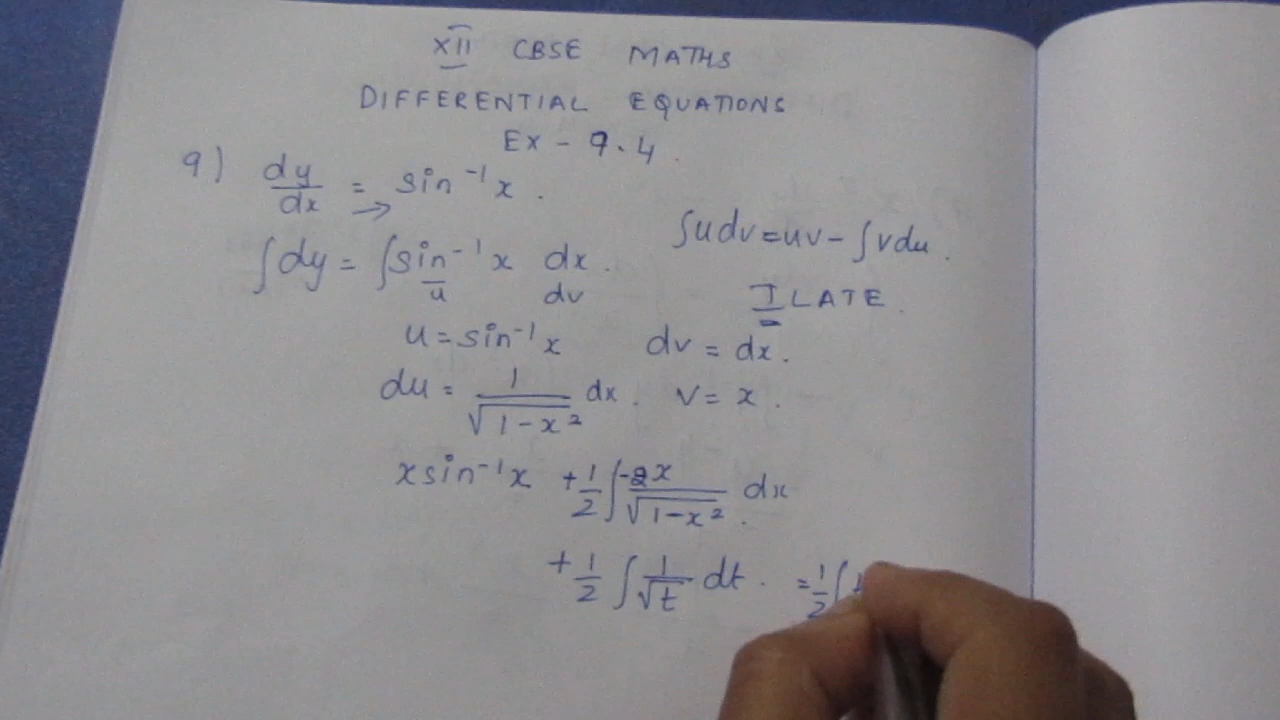 XII CBSE MATHS
DIFFERENTIAL EQUATIONS
Ex - 9.4.
9) dy/dx = sin⁻¹x.
∫udv = uv - ∫vdu.
∫dy = ∫sin⁻¹x dx.
u dv
ILATE.
u = sin⁻¹x dv = dx.
du = 1/√(1-x²) dx. v = x.
x sin⁻¹x + 1/2 ∫ -2x/√(1-x²) dx.
+ 1/2 ∫ 1/√t dt. = 1/2 ∫